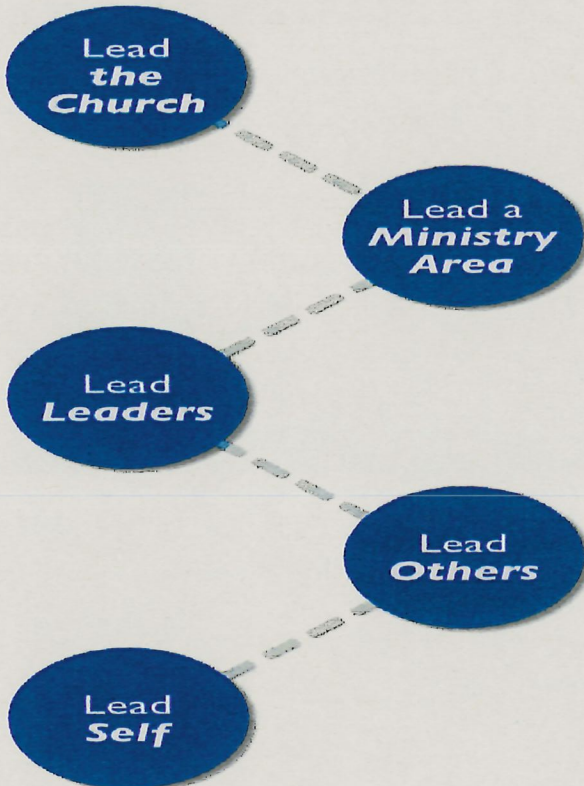 Lead
the
Church
Lead a
Ministry
Area
Lead
Leaders
Lead
Others
Lead
Self